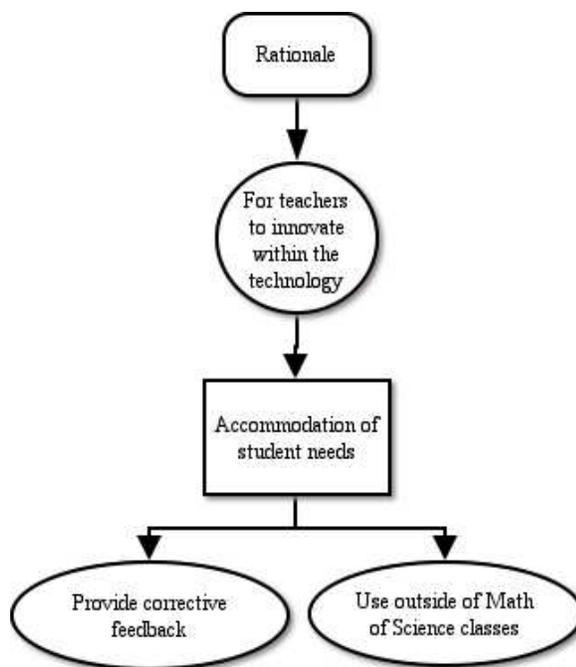 Rationale
For teachers
to innovate
within the
technology
Accommodation of
student needs
Provide corrective
feedback
Use outside of Math
of Science classes